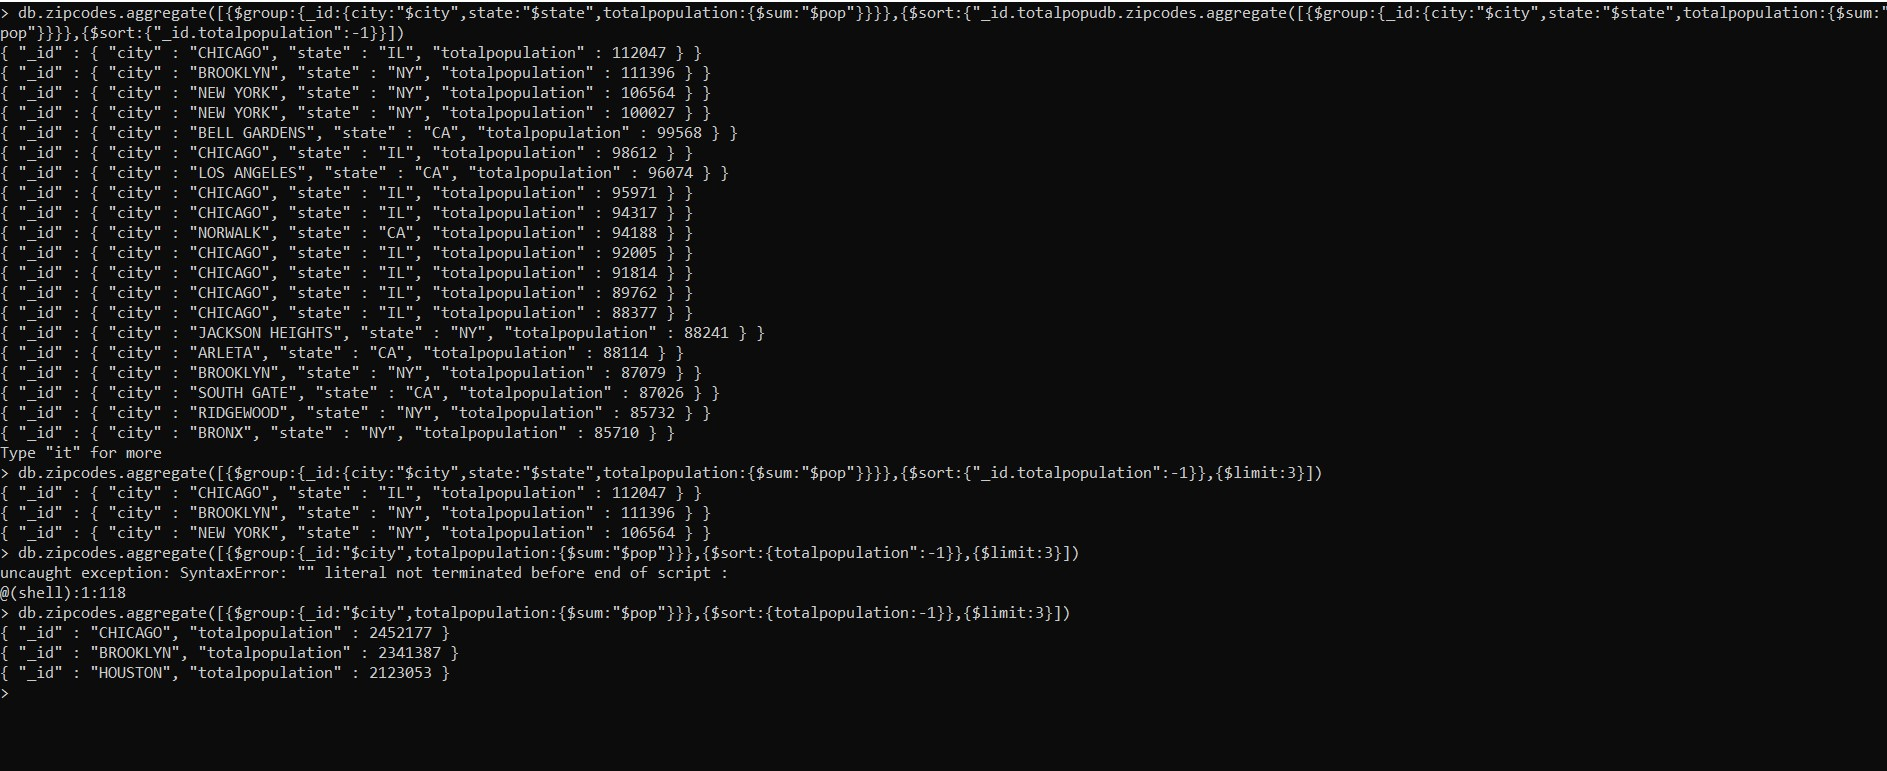 > db.zipcodes.aggregate([{$group:{_id:{city:"$city",state:"$state",totalpopulation:{$sum:"$pop"}}}},{$sort:{"_id.totalpopudb.zipcodes.aggregate([{$group:{_id:{city:"$city",state:"$state",totalpopulation:{$sum:"
pop"}}}},{$sort:{"_id.totalpopulation":-1}}])
{ "_id" : { "city" : "CHICAGO", "state" : "IL", "totalpopulation" : 112047 } }
{ "_id" : { "city" : "BROOKLYN", "state" : "NY", "totalpopulation" : 111396 } }
{ "_id" : { "city" : "NEW YORK", "state" : "NY", "totalpopulation" : 106564 } }
{ "_id" : { "city" : "NEW YORK", "state" : "NY", "totalpopulation" : 100027 } }
{ "_id" : { "city" : "BELL GARDENS", "state" : "CA", "totalpopulation" : 99568 } }
{ "_id" : { "city" : "CHICAGO", "state" : "IL", "totalpopulation" : 98612 } }
{ "_id" : { "city" : "LOS ANGELES", "state" : "CA", "totalpopulation" : 96074 } }
{ "_id" : { "city" : "CHICAGO", "state" : "IL", "totalpopulation" : 95971 } }
{ "_id" : { "city" : "CHICAGO", "state" : "IL", "totalpopulation" : 94317 } }
{ "_id" : { "city" : "NORWALK", "state" : "CA", "totalpopulation" : 94188 } }
{ "_id" : { "city" : "CHICAGO", "state" : "IL", "totalpopulation" : 92005 } }
{ "_id" : { "city" : "CHICAGO", "state" : "IL", "totalpopulation" : 91814 } }
{ "_id" : { "city" : "CHICAGO", "state" : "IL", "totalpopulation" : 89762 } }
{ "_id" : { "city" : "CHICAGO", "state" : "IL", "totalpopulation" : 88377 } }
{ "_id" : { "city" : "JACKSON HEIGHTS", "state" : "NY", "totalpopulation" : 88241 } }
{ "_id" : { "city" : "ARLETA", "state" : "CA", "totalpopulation" : 88114 } }
{ "_id" : { "city" : "BROOKLYN", "state" : "NY", "totalpopulation" : 87079 } }
{ "_id" : { "city" : "SOUTH GATE", "state" : "CA", "totalpopulation" : 87026 } }
{ "_id" : { "city" : "RIDGEWOOD", "state" : "NY", "totalpopulation" : 85732 } }
{ "_id" : { "city" : "BRONX", "state" : "NY", "totalpopulation" : 85710 } }
Type "it" for more
> db.zipcodes.aggregate([{$group:{_id:{city:"$city",state:"$state",totalpopulation:{$sum:"$pop"}}}},{$sort:{"_id.totalpopulation":-1}},{$limit:3}])
{ "_id" : { "city" : "CHICAGO", "state" : "IL", "totalpopulation" : 112047 } }
{ "_id" : { "city" : "BROOKLYN", "state" : "NY", "totalpopulation" : 111396 } }
{ "_id" : { "city" : "NEW YORK", "state" : "NY", "totalpopulation" : 106564 } }
> db.zipcodes.aggregate([{$group:{_id:"$city",totalpopulation:{$sum:"$pop"}}},{$sort:{totalpopulation":-1}},{$limit:3}])
uncaught exception: SyntaxError: "" literal not terminated before end of script :
@(shell):1:118
> db.zipcodes.aggregate([{$group:{_id:"$city",totalpopulation:{$sum:"$pop"}}},{$sort:{totalpopulation:-1}},{$limit:3}])
{ "_id" : "CHICAGO", "totalpopulation" : 2452177 }
{ "_id" : "BROOKLYN", "totalpopulation" : 2341387 }
{ "_id" : "HOUSTON", "totalpopulation" : 2123053 }
>